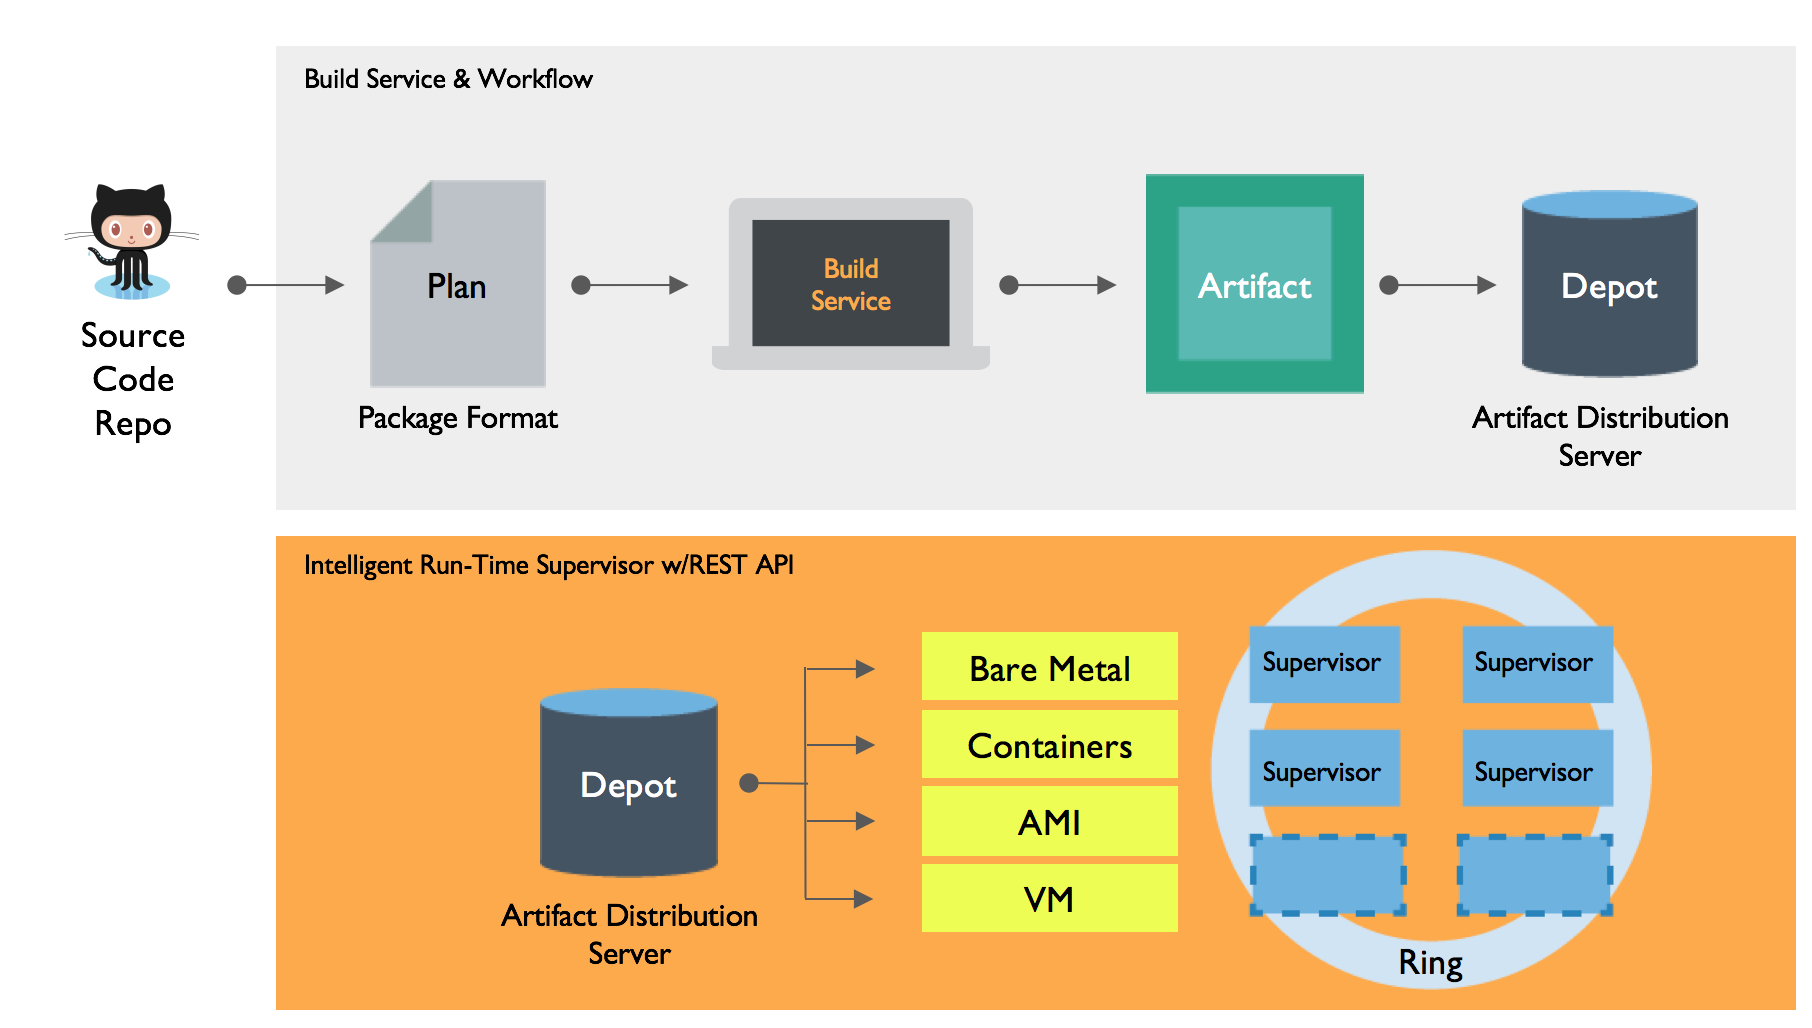 Build Service & Workflow
Source
Code
Repo
Plan
Package Format
Build
Service
Artifact
Depot
Artifact Distribution
Server
Intelligent Run-Time Supervisor w/REST API
Depot
Artifact Distribution
Server
Bare Metal
Containers
AMI
VM
Supervisor
Supervisor
Supervisor
Supervisor
Ring